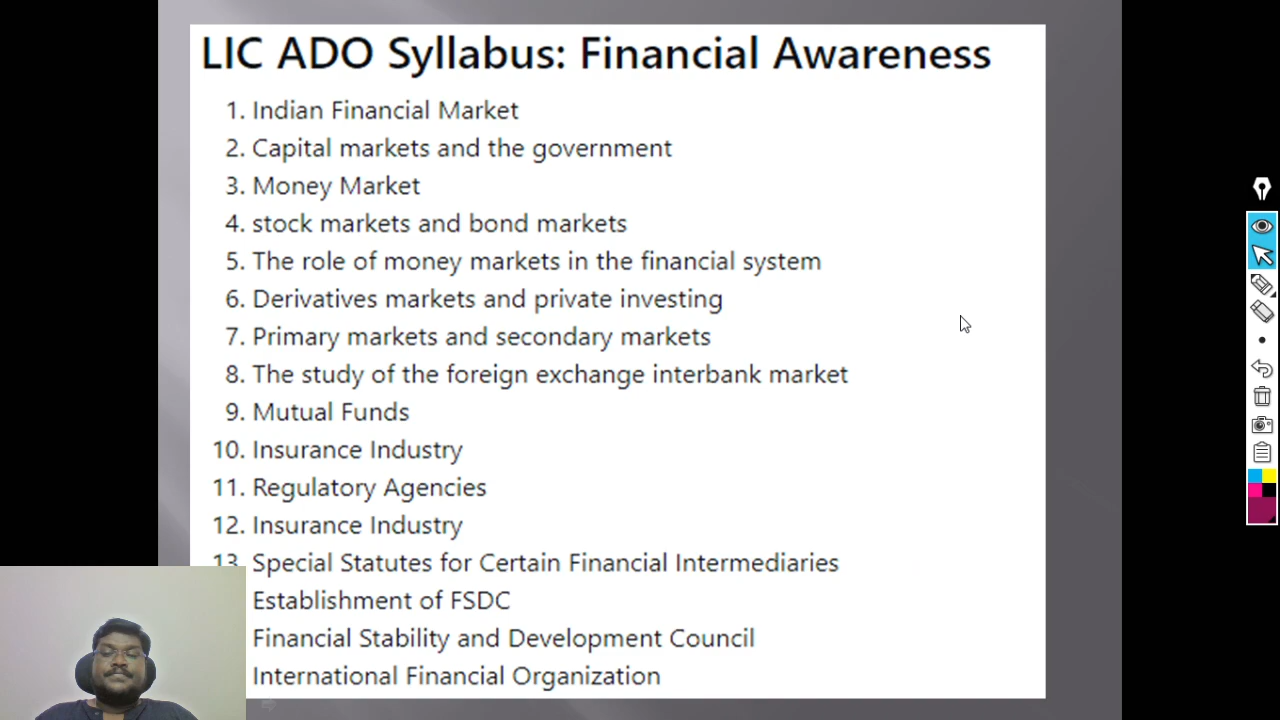 LIC ADO Syllabus: Financial Awareness
1. Indian Financial Market
2. Capital markets and the government
3. Money Market
4. stock markets and bond markets
5. The role of money markets in the financial system
6. Derivatives markets and private investing
7. Primary markets and secondary markets
8. The study of the foreign exchange interbank market
9. Mutual Funds
10. Insurance Industry
11. Regulatory Agencies
12. Insurance Industry
13. Special Statutes for Certain Financial Intermediaries
Establishment of FSDC
Financial Stability and Development Council
International Financial Organization